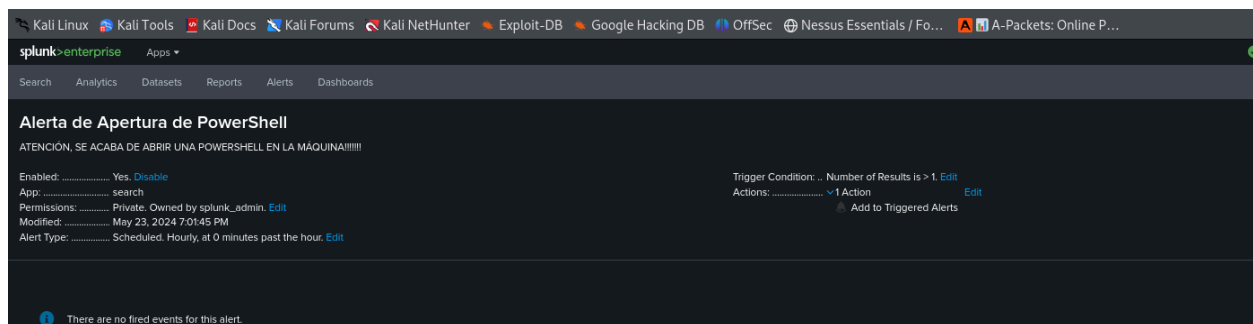 Kali Linux Kali Tools Kali Docs Kali Forums Kali NetHunter Exploit-DB Google Hacking DB OffSec Nessus Essentials / Fo... A-Packets: Online P...
splunk>enterprise Apps
Search Analytics Datasets Reports Alerts Dashboards
Alerta de Apertura de PowerShell
ATENCIÓN, SE ACABA DE ABRIR UNA POWERSHELL EN LA MÁQUINA!!!!!!!
Enabled: .................... Yes. Disable
App: ............................ search
Permissions: ............ Private. Owned by splunk_admin. Edit
Modified: .................... May 23, 2024 7:01:45 PM
Alert Type: ................ Scheduled. Hourly, at 0 minutes past the hour. Edit
Trigger Condition: .. Number of Results is > 1. Edit
Actions: ..................... 1 Action Edit
Add to Triggered Alerts
There are no fired events for this alert.